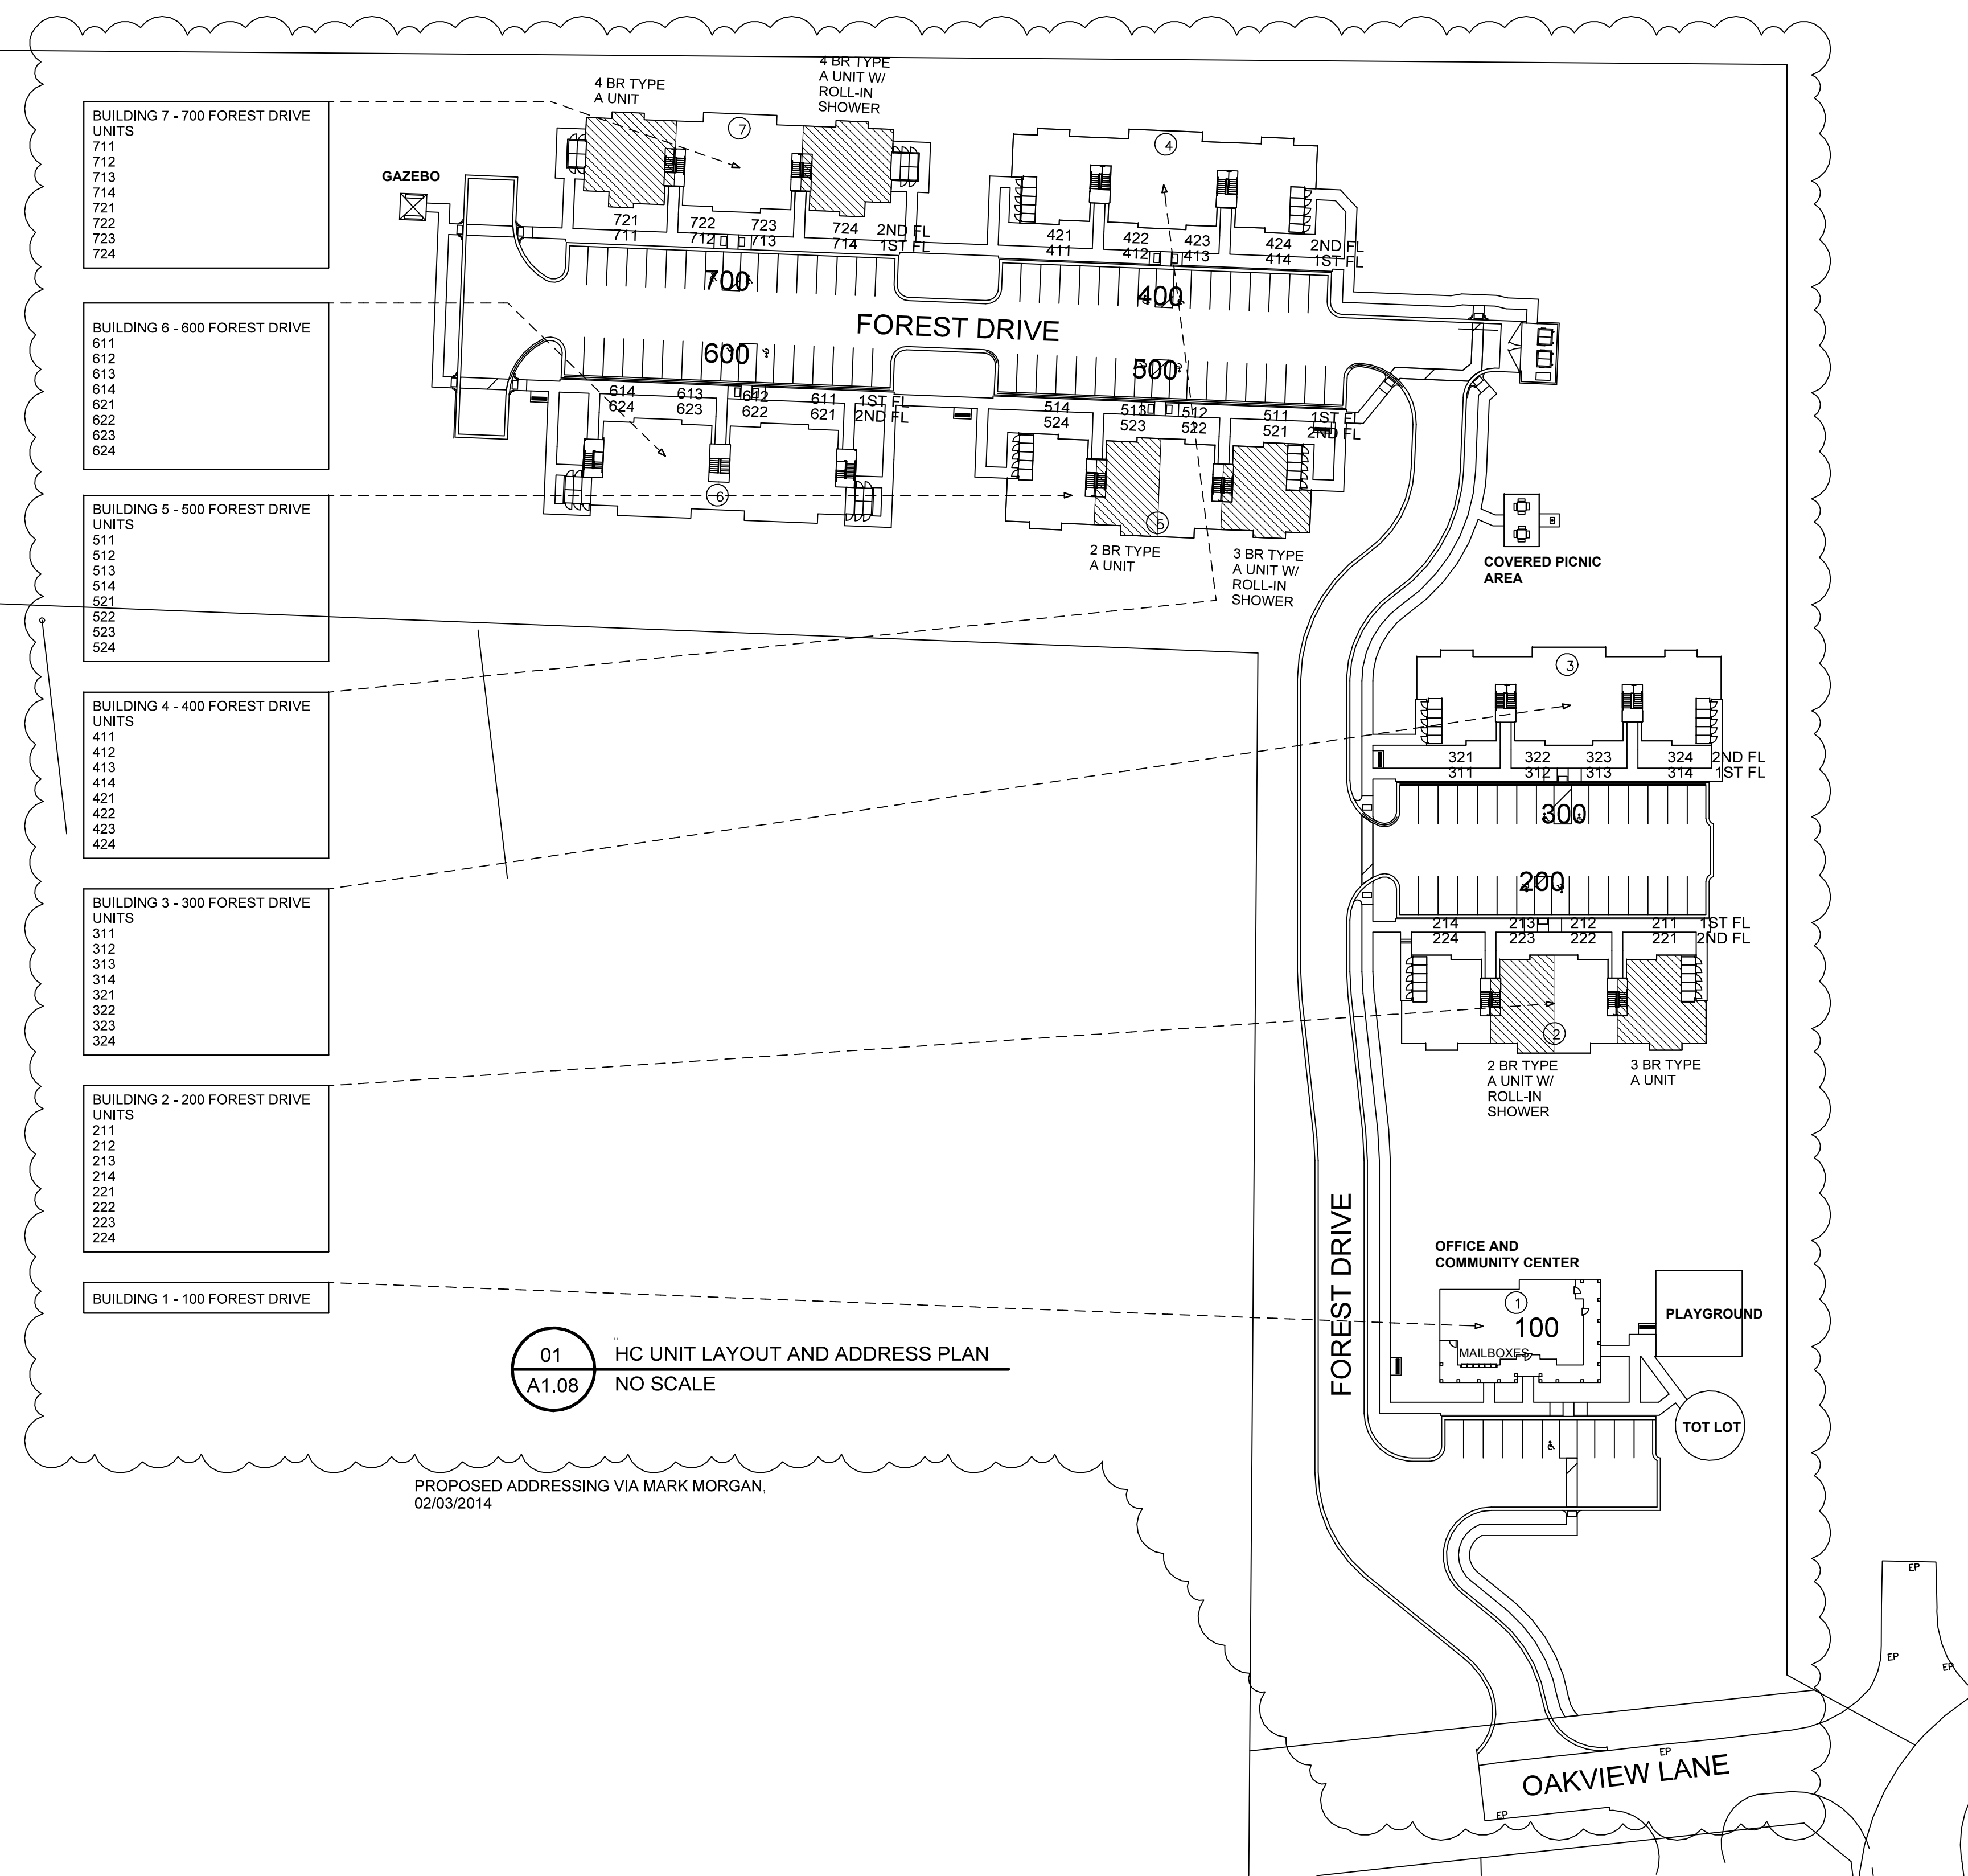 BUILDING 7 - 700 FOREST DRIVE
UNITS
711
712
713
714
721
722
723
724
BUILDING 6 - 600 FOREST DRIVE
611
612
613
614
621
622
623
624
BUILDING 5 - 500 FOREST DRIVE
UNITS
511
512
513
514
521
522
523
524
BUILDING 4 - 400 FOREST DRIVE
UNITS
411
412
413
414
421
422
423
424
BUILDING 3 - 300 FOREST DRIVE
UNITS
311
312
313
314
321
322
323
324
BUILDING 2 - 200 FOREST DRIVE
UNITS
211
212
213
214
221
222
223
224
BUILDING 1 - 100 FOREST DRIVE
4 BR TYPE
A UNIT
4 BR TYPE
A UNIT W/
ROLL-IN
SHOWER
7
4
GAZEBO
721 722 723 724 2ND FL
711 712 713 714 1ST FL
421 422 423 424 2ND FL
411 412 413 414 1ST FL
700
400
FOREST DRIVE
600
500
614 613 612 611 1ST FL
624 623 622 621 2ND FL
514 513 512 511 1ST FL
524 523 522 521 2ND FL
6
5
2 BR TYPE
A UNIT
3 BR TYPE
A UNIT W/
ROLL-IN
SHOWER
COVERED PICNIC
AREA
3
321 322 323 324 2ND FL
311 312 313 314 1ST FL
300
200
214 213 212 211 1ST FL
224 223 222 221 2ND FL
2
2 BR TYPE
A UNIT W/
ROLL-IN
SHOWER
3 BR TYPE
A UNIT
FOREST DRIVE
OFFICE AND
COMMUNITY CENTER
1
100
MAILBOXES
PLAYGROUND
TOT LOT
01
A1.08
HC UNIT LAYOUT AND ADDRESS PLAN
NO SCALE
PROPOSED ADDRESSING VIA MARK MORGAN,
02/03/2014
EP
EP
EP
EP
OAKVIEW LANE
EP